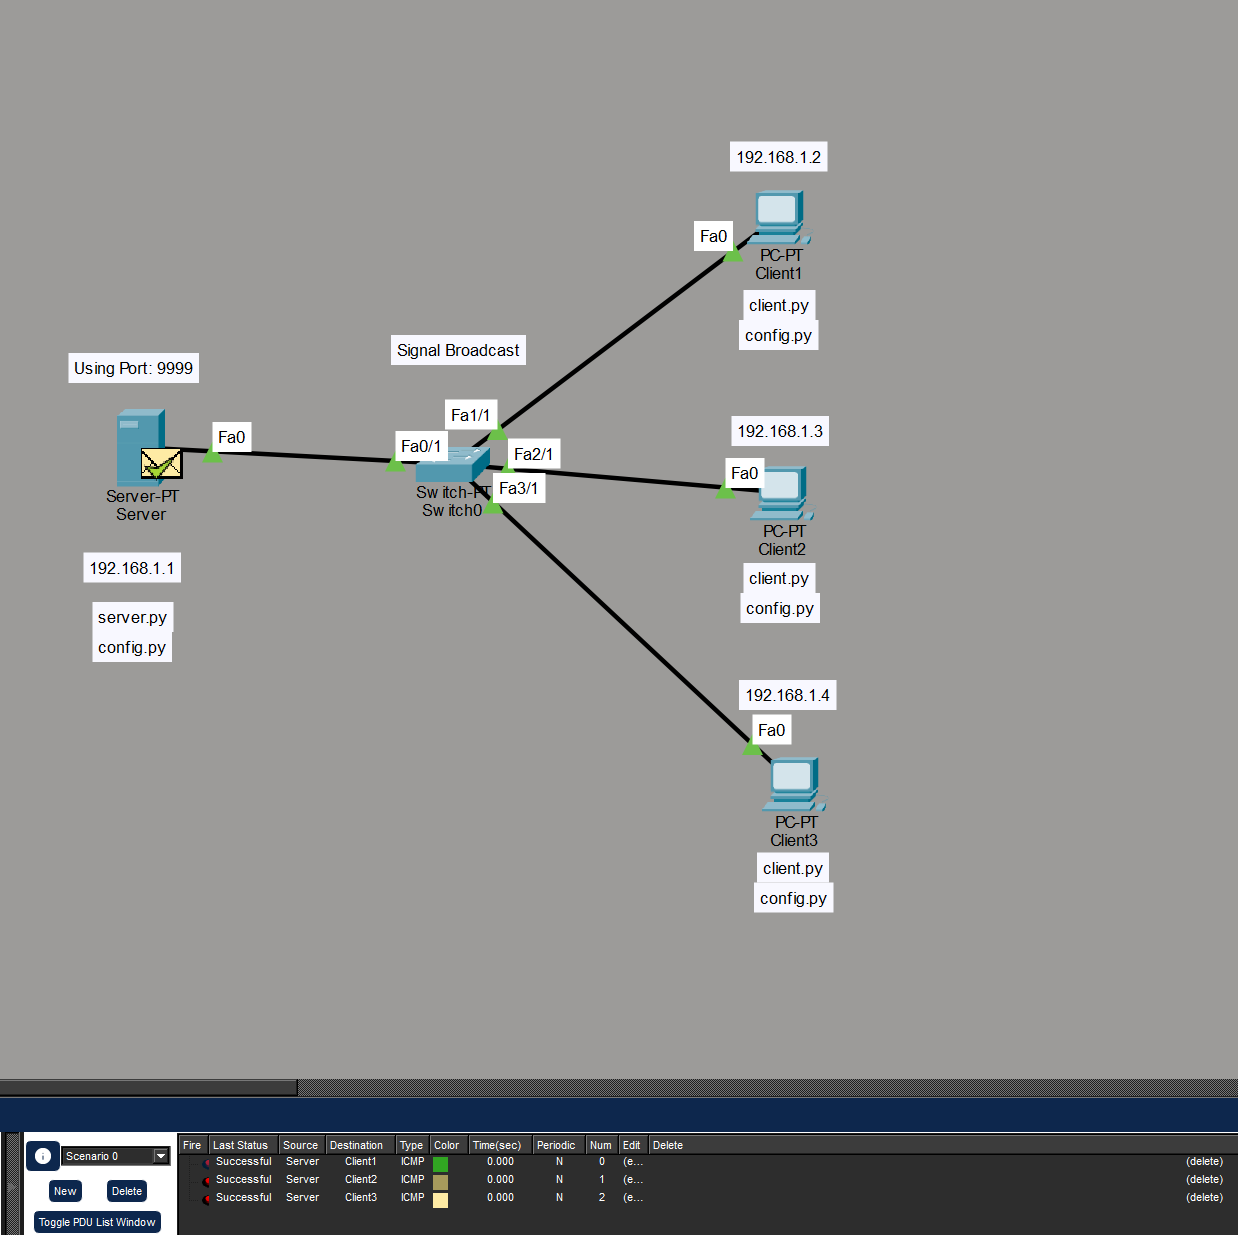 192.168.1.2
Fa0
PC-PT
Client1
client.py
config.py
Signal Broadcast
Using Port: 9999
Fa1/1
Fa0
Fa0/1
Fa2/1
Fa3/1
Switch-PT
Switch0
Server-PT
Server
192.168.1.1
server.py
config.py
192.168.1.3
Fa0
PC-PT
Client2
client.py
config.py
192.168.1.4
Fa0
PC-PT
Client3
client.py
config.py
Scenario 0
New Delete
Toggle PDU List Window
Fire Last Status Source Destination Type Color Time(sec) Periodic Num Edit Delete
Successful Server Client1 ICMP 0.000 N 0 (e... (delete)
Successful Server Client2 ICMP 0.000 N 1 (e... (delete)
Successful Server Client3 ICMP 0.000 N 2 (e... (delete)